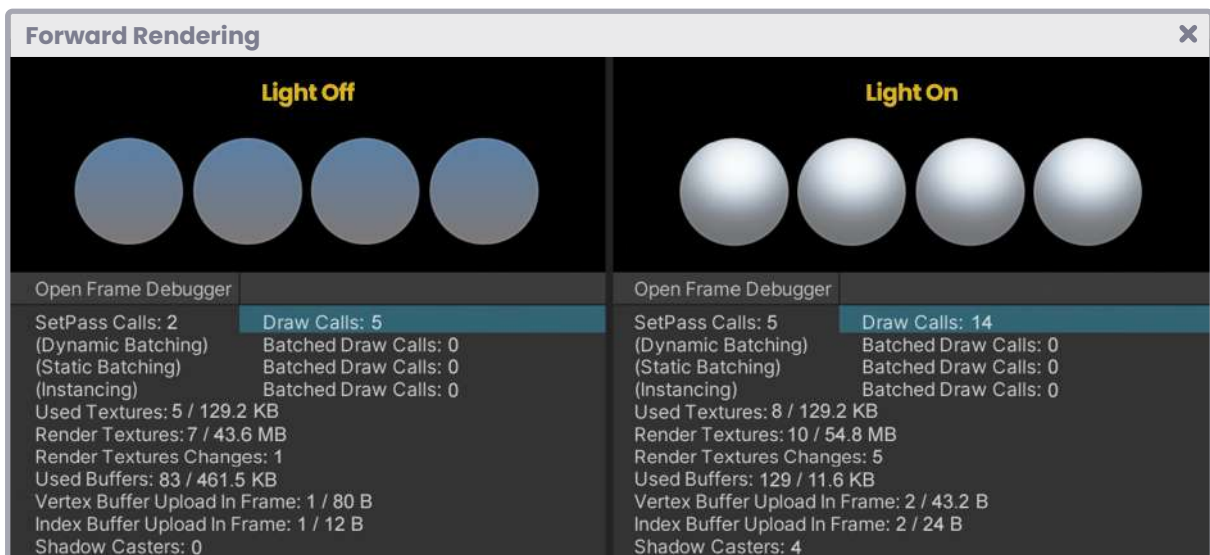 Forward Rendering
Light Off
Open Frame Debugger
SetPass Calls: 2 Draw Calls: 5
(Dynamic Batching) Batched Draw Calls: 0
(Static Batching) Batched Draw Calls: 0
(Instancing) Batched Draw Calls: 0
Used Textures: 5 / 129.2 KB
Render Textures: 7 / 43.6 MB
Render Textures Changes: 1
Used Buffers: 83 / 461.5 KB
Vertex Buffer Upload In Frame: 1 / 80 B
Index Buffer Upload In Frame: 1 / 12 B
Shadow Casters: 0
Light On
Open Frame Debugger
SetPass Calls: 5 Draw Calls: 14
(Dynamic Batching) Batched Draw Calls: 0
(Static Batching) Batched Draw Calls: 0
(Instancing) Batched Draw Calls: 0
Used Textures: 8 / 129.2 KB
Render Textures: 10 / 54.8 MB
Render Textures Changes: 5
Used Buffers: 129 / 11.6 KB
Vertex Buffer Upload In Frame: 2 / 43.2 B
Index Buffer Upload In Frame: 2 / 24 B
Shadow Casters: 4